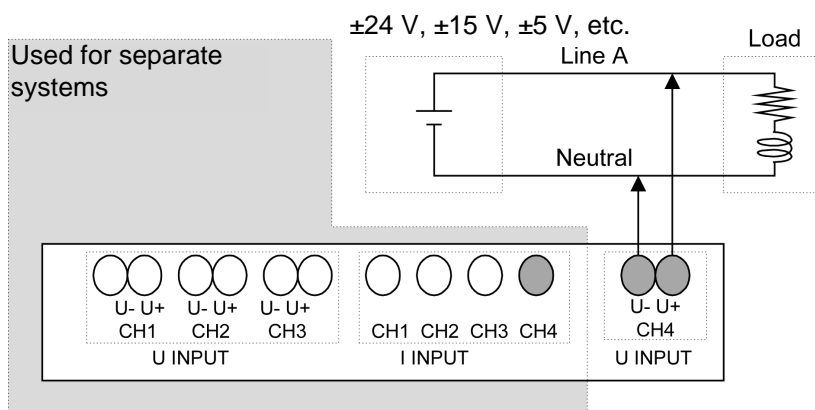 ±24 V, ±15 V, ±5 V, etc.
Used for separate
systems
Line A
Load
Neutral
U- U+ U- U+ U- U+ U- U+
CH1 CH2 CH3 CH1 CH2 CH3 CH4 CH4
U INPUT I INPUT U INPUT